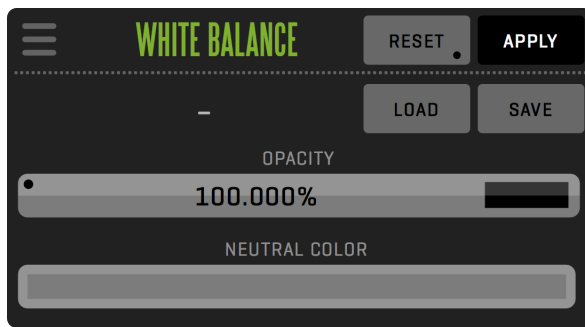 WHITE BALANCE RESET APPLY
– LOAD SAVE
OPACITY
100.000%
NEUTRAL COLOR